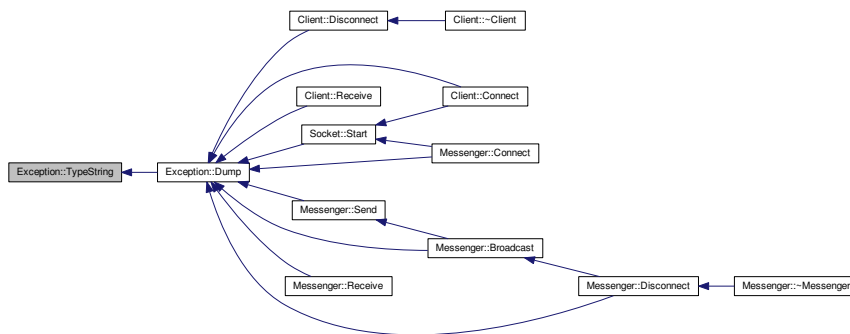 Client::Disconnect
Client::~Client
Client::Receive
Client::Connect
Socket::Start
Messenger::Connect
Exception::TypeString
Exception::Dump
Messenger::Send
Messenger::Broadcast
Messenger::Receive
Messenger::Disconnect
Messenger::~Messenger